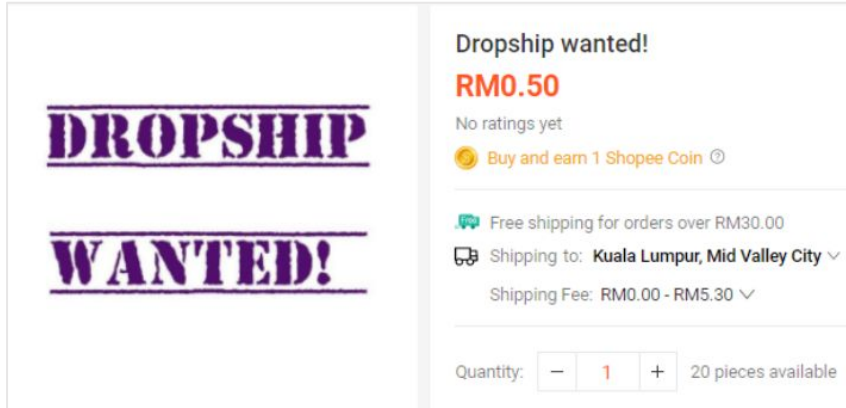 DROPSHIP
WANTED!
Dropship wanted!
RM0.50
No ratings yet
Buy and earn 1 Shopee Coin ?
Free
Free shipping for orders over RM30.00
Shipping to: Kuala Lumpur, Mid Valley City
Shipping Fee: RM0.00 - RM5.30
Quantity: − 1 + 20 pieces available